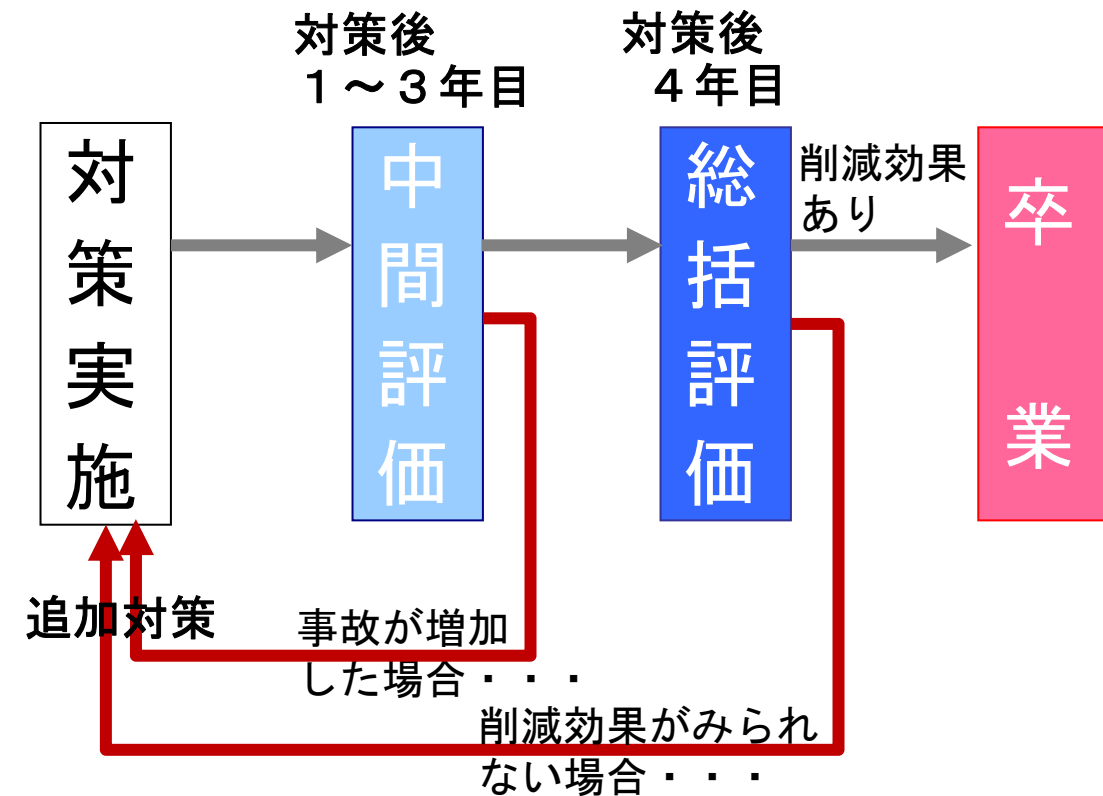 対策後
１～３年目
対策後
４年目
対策実施
中間評価
総括評価
削減効果
あり
卒業
追加対策
事故が増加
した場合・・・
削減効果がみられ
ない場合・・・